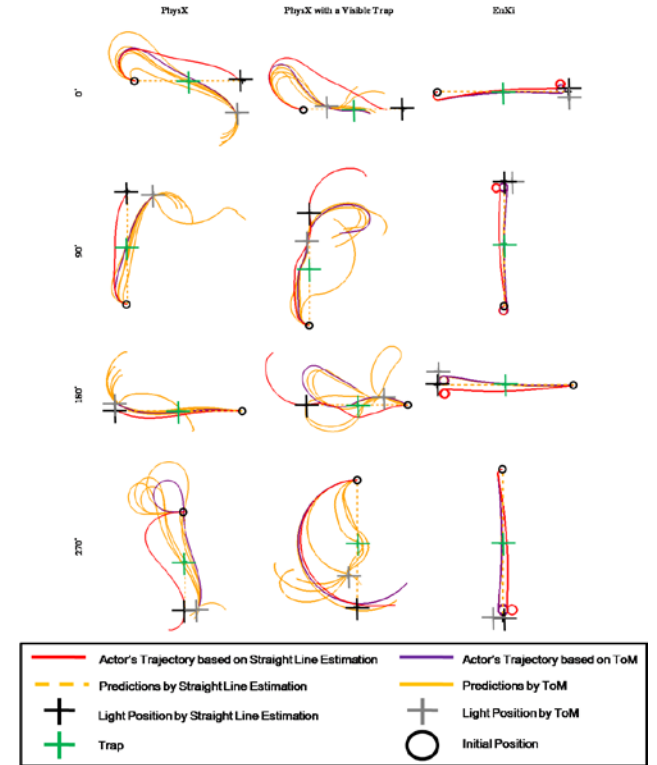 PhysX
PhysX with a Visible Trap
EnKi
0°
90°
180°
270°
Actor's Trajectory based on Straight Line Estimation
Actor's Trajectory based on ToM
Predictions by Straight Line Estimation
Predictions by ToM
Light Position by Straight Line Estimation
Light Position by ToM
Trap
Initial Position